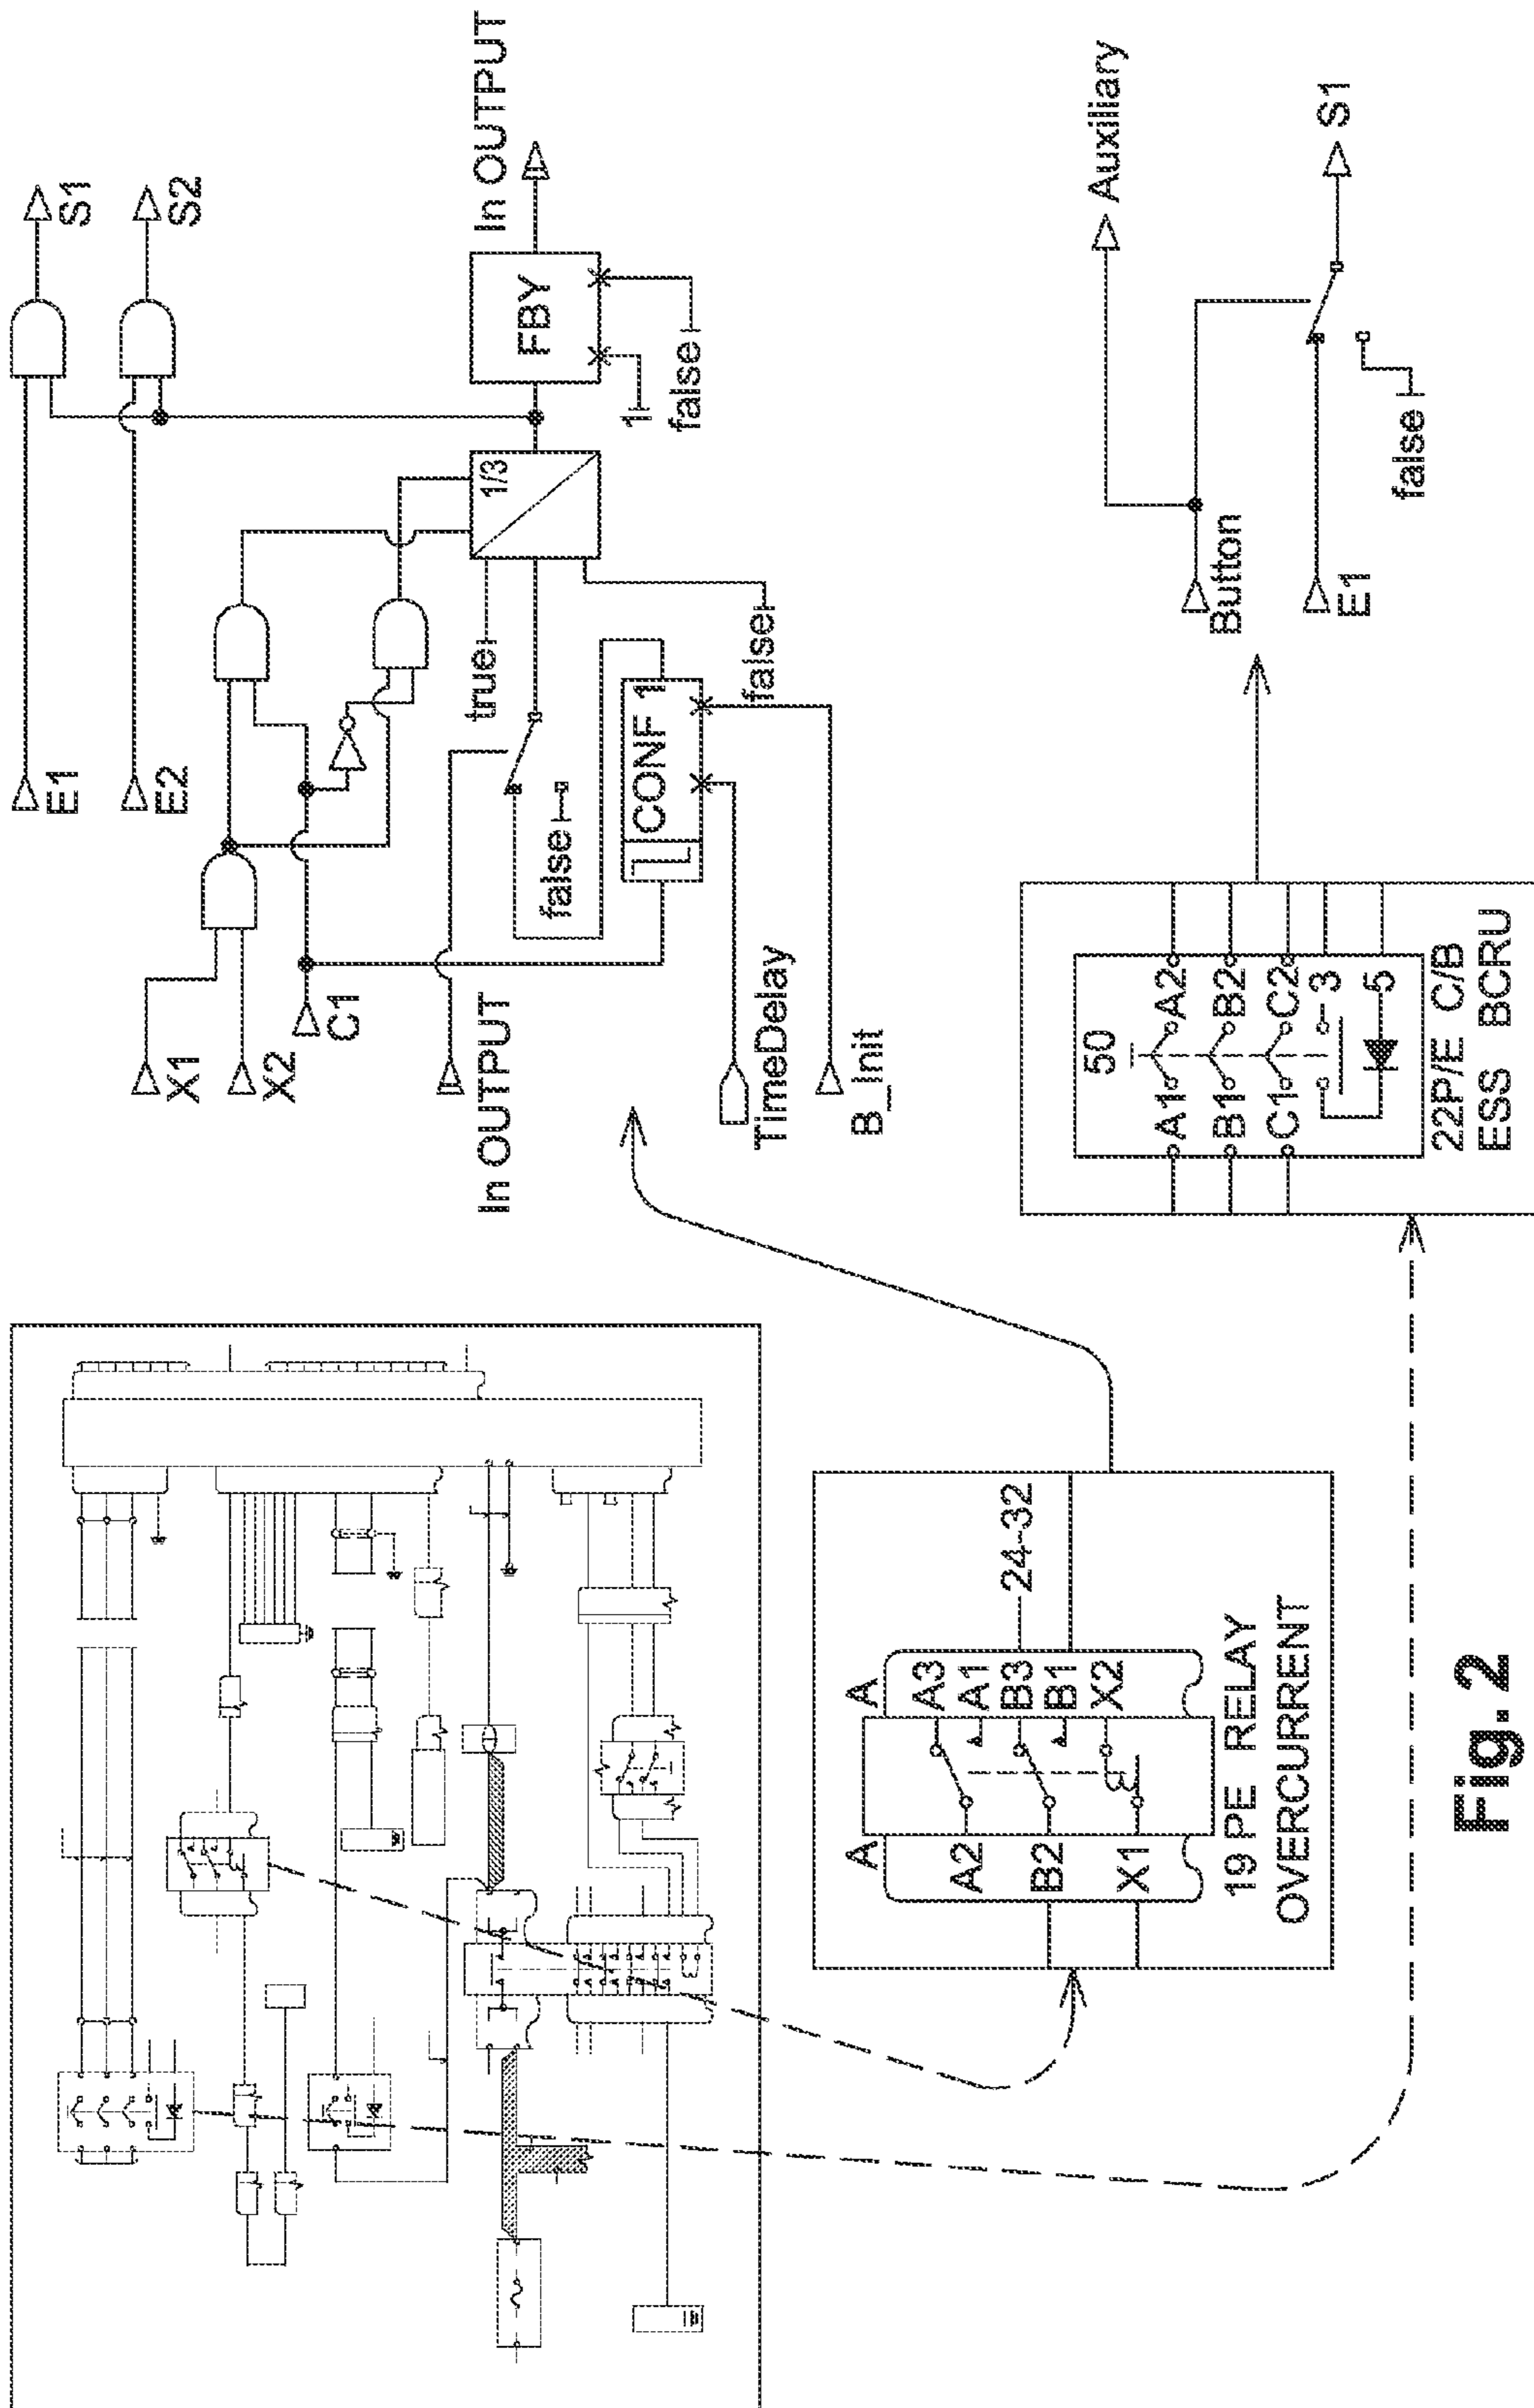 E1
S1
E2
S2
X1
X2
C1
In OUTPUT
TimeDelay
B_Init
true
false
CONF 1
false
1/3
FBY
1
false
In OUTPUT
A
A
A2
A3
A1
B2
B3
24-32
B1
X1
X2
19 PE RELAY
OVERCURRENT
50
A1
A2
B1
B2
C1
C2
3
5
22P/E C/B
ESS BCRU
Button
Auxiliary
E1
S1
false
Fig. 2